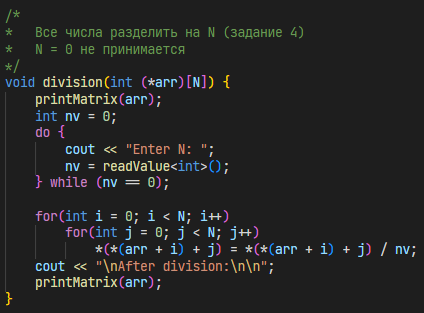 /*
*   Все числа разделить на N (задание 4)
*   N = 0 не принимается
*/
void division(int (*arr)[N]) {
    printMatrix(arr);
    int nv = 0;
    do {
        cout << "Enter N: ";
        nv = readValue<int>();
    } while (nv == 0);

    for(int i = 0; i < N; i++)
        for(int j = 0; j < N; j++)
            *(*(arr + i) + j) = *(*(arr + i) + j) / nv;
    cout << "\nAfter division:\n\n";
    printMatrix(arr);
}